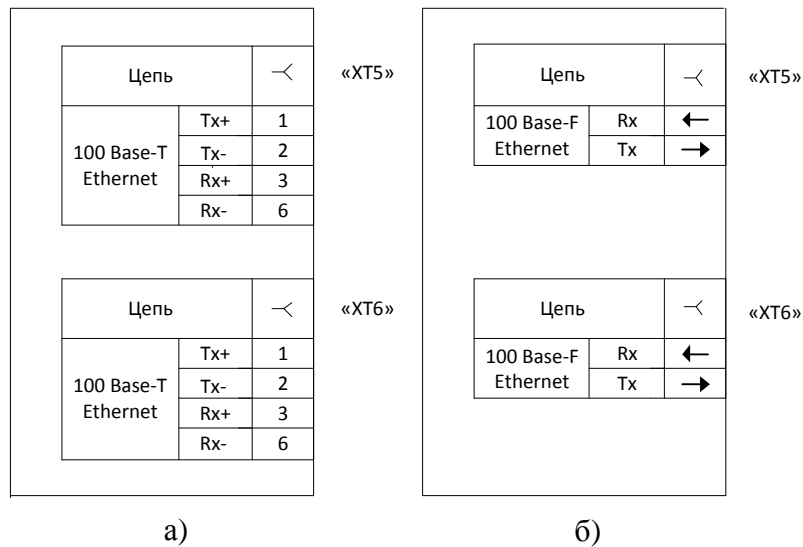 Цепь «XT5»
100 Base-T Ethernet
Tx+ 1
Tx- 2
Rx+ 3
Rx- 6
Цепь «XT6»
100 Base-T Ethernet
Tx+ 1
Tx- 2
Rx+ 3
Rx- 6
а)
Цепь «XT5»
100 Base-F Ethernet
Rx
Tx
Цепь «XT6»
100 Base-F Ethernet
Rx
Tx
б)